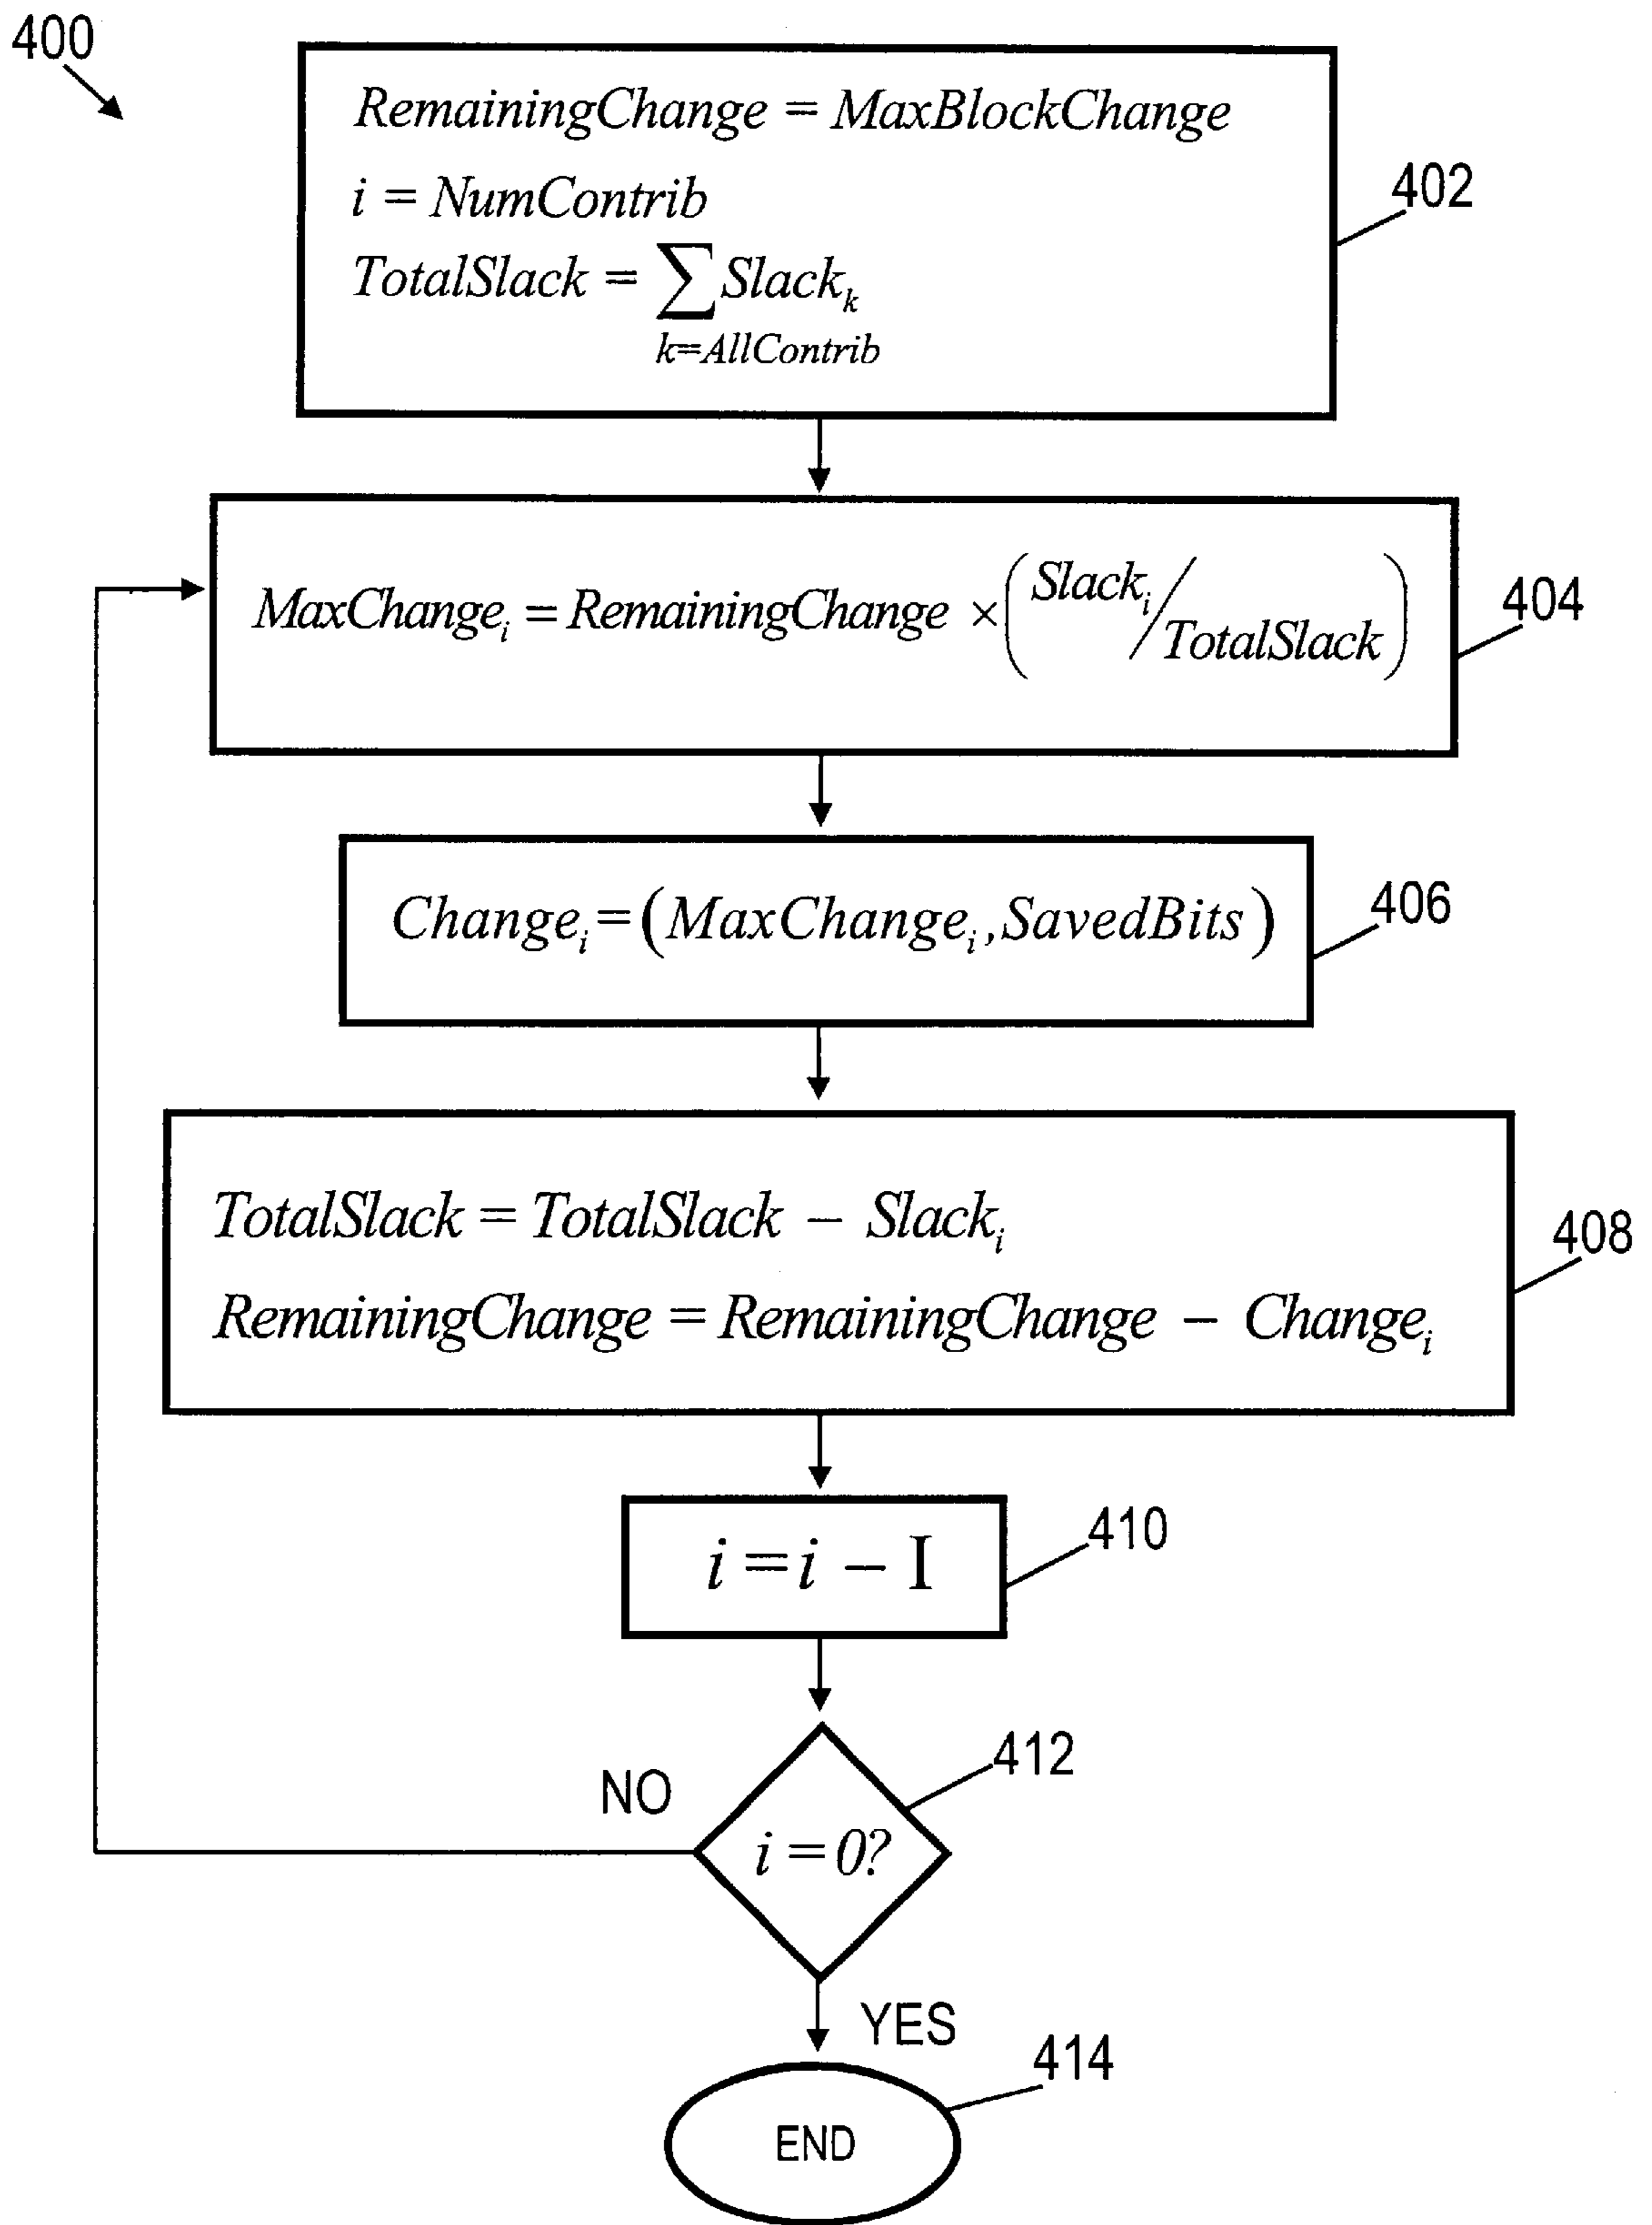 400
RemainingChange = MaxBlockChange
i = NumContrib
TotalSlack = ∑ Slack_k
k=AllContrib
402
MaxChange_i = RemainingChange × (Slack_i / TotalSlack)
404
Change_i = (MaxChange_i, SavedBits)
406
TotalSlack = TotalSlack – Slack_i
RemainingChange = RemainingChange – Change_i
408
i = i – I
410
412
NO
i = 0?
YES
414
END